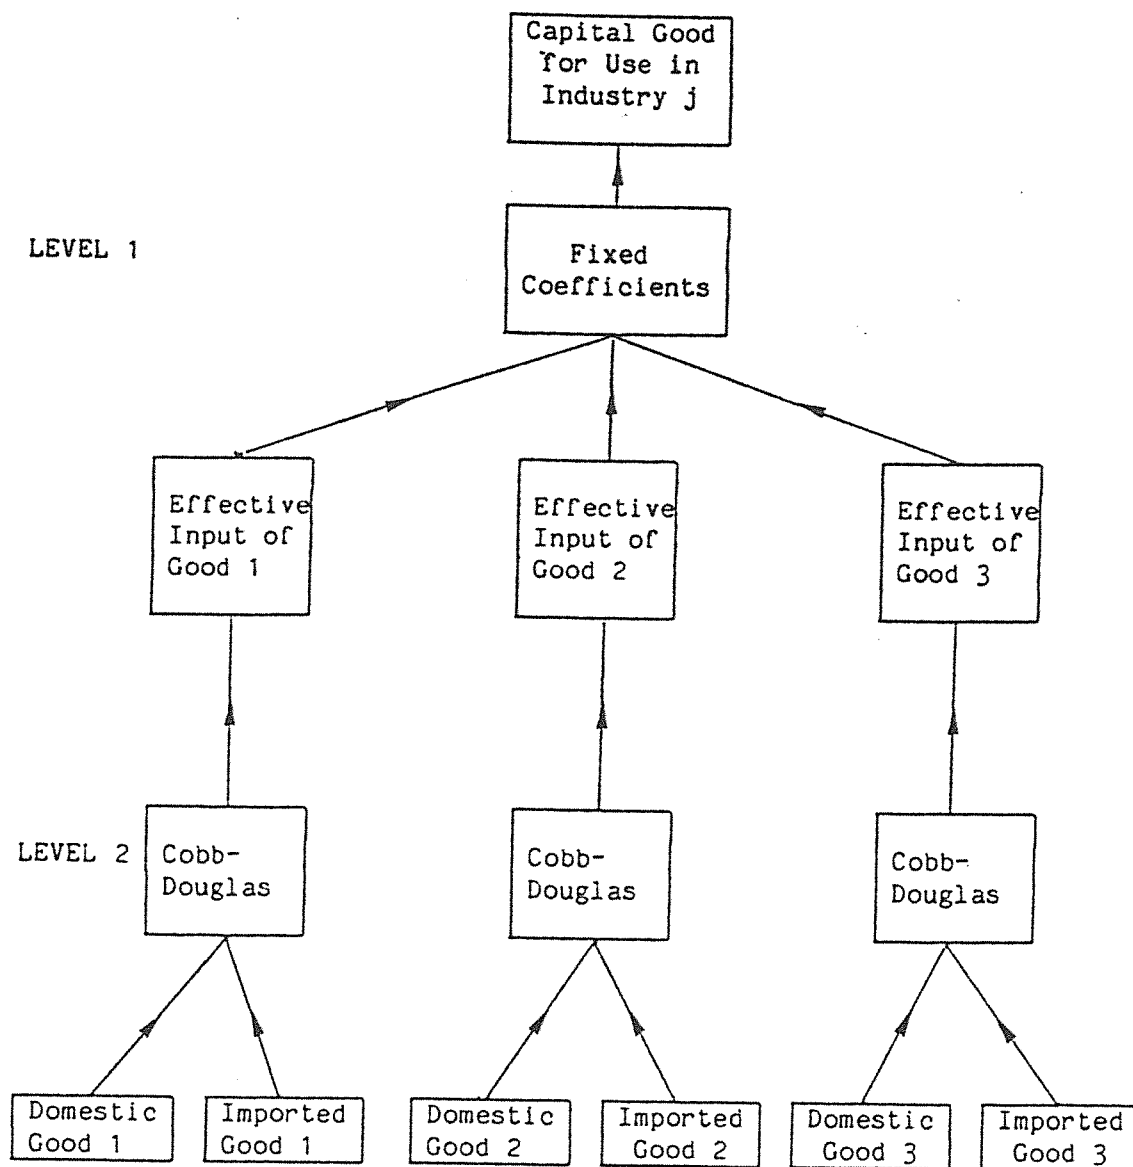 Capital Good
for Use in
Industry j
LEVEL 1
Fixed
Coefficients
Effective
Input of
Good 1
Effective
Input of
Good 2
Effective
Input of
Good 3
LEVEL 2
Cobb-
Douglas
Cobb-
Douglas
Cobb-
Douglas
Domestic
Good 1
Imported
Good 1
Domestic
Good 2
Imported
Good 2
Domestic
Good 3
Imported
Good 3